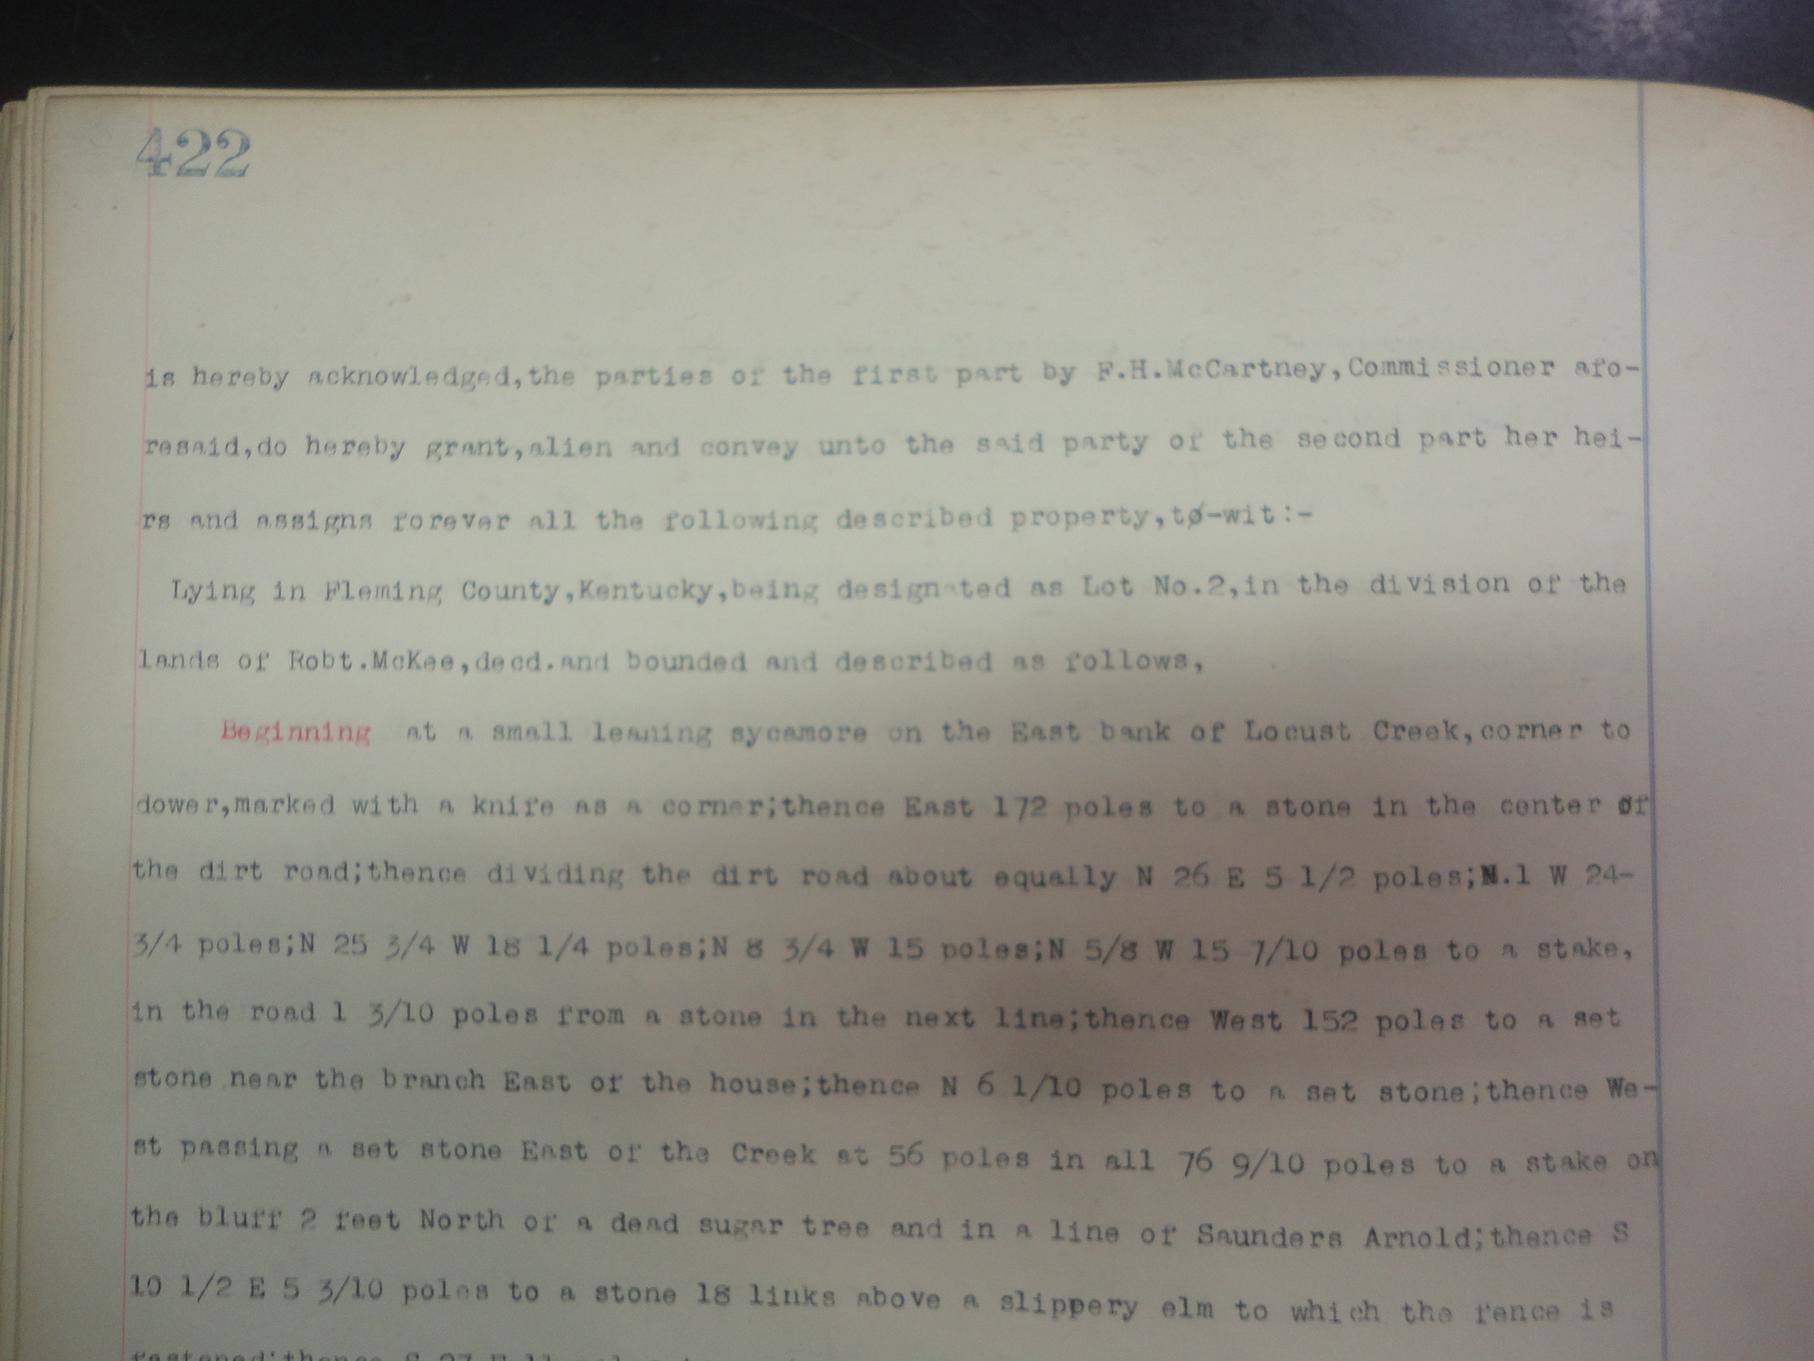 422
is hereby acknowledged,the parties of the first part by F.H.McCartney,Commissioner afo-
resaid,do hereby grant,alien and convey unto the said party of the second part her hei-
rs and assigns forever all the following described property,to-wit:-
Lying in Fleming County,Kentucky,being designated as Lot No.2,in the division of the
lands of Robt.McKee,decd.and bounded and described as follows,
Beginning at a small leaning sycamore on the East bank of Locust Creek,corner to
dower,marked with a knife as a corner;thence East 172 poles to a stone in the center of
the dirt road;thence dividing the dirt road about equally N 26 E 5 1/2 poles;N.1 W 24-
3/4 poles;N 25 3/4 W 18 1/4 poles;N 8 3/4 W 15 poles;N 5/8 W 15 7/10 poles to a stake,
in the road 1 3/10 poles from a stone in the next line;thence West 152 poles to a set
stone near the branch East of the house;thence N 6 1/10 poles to a set stone;thence We-
st passing a set stone East of the Creek at 56 poles in all 76 9/10 poles to a stake on
the bluff 2 feet North of a dead sugar tree and in a line of Saunders Arnold;thence S
10 1/2 E 5 3/10 poles to a stone 18 links above a slippery elm to which the fence is
fastened;thence S 27